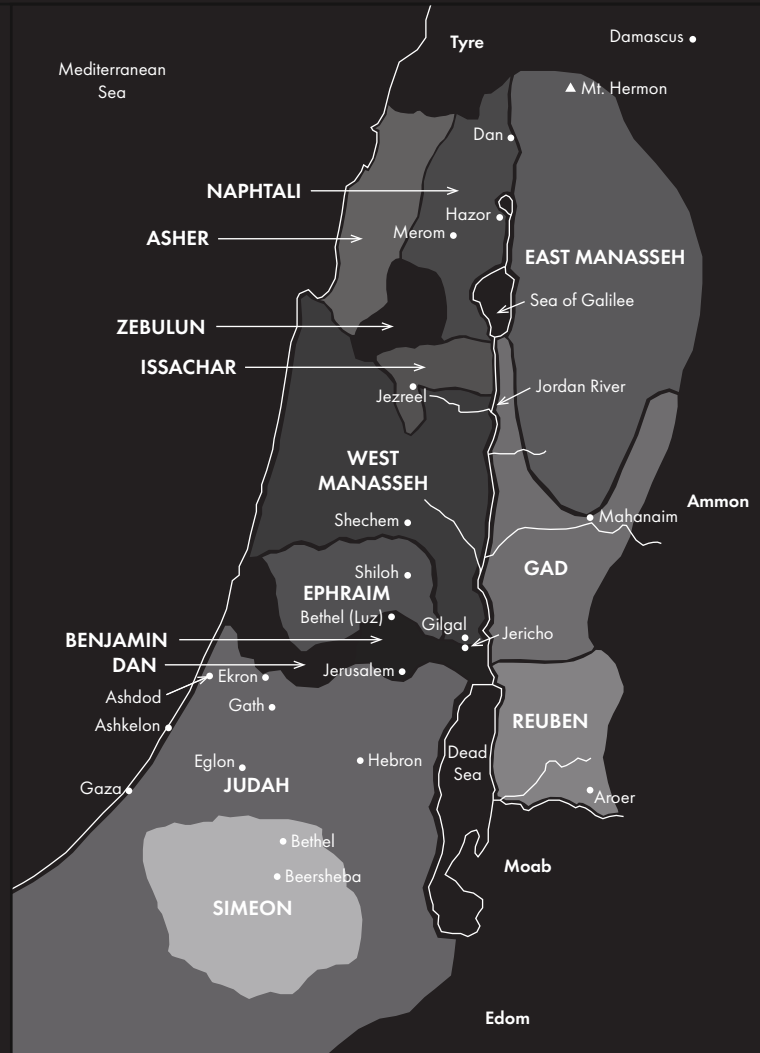 Tyre
Damascus
Mediterranean
Sea
Mt. Hermon
Dan
NAPHTALI
Hazor
Merom
ASHER
EAST MANASSEH
Sea of Galilee
ZEBULUN
ISSACHAR
Jordan River
Jezreel
WEST
MANASSEH
Ammon
Mahanaim
Shechem
GAD
Shiloh
EPHRAIM
Bethel (Luz)
Gilgal
Jericho
BENJAMIN
DAN
Jerusalem
Ekron
Ashdod
Gath
REUBEN
Ashkelon
Dead
Sea
Hebron
Eglon
JUDAH
Gaza
Aroer
Bethel
Moab
Beersheba
SIMEON
Edom